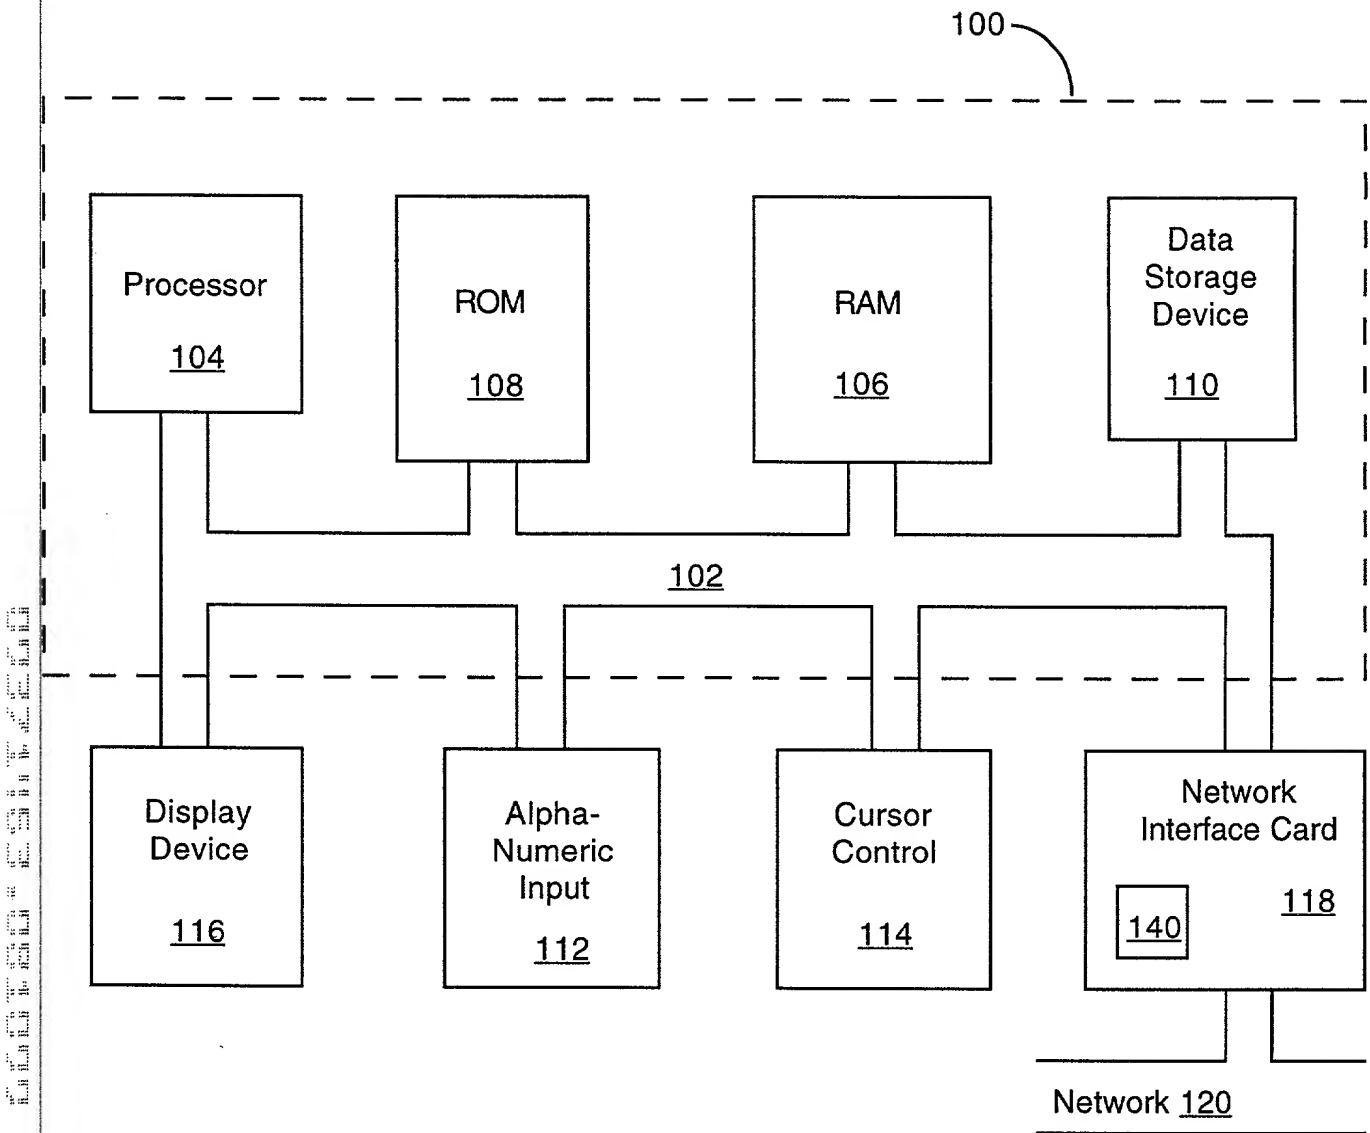 100
Processor
104
ROM
108
RAM
106
Data
Storage
Device
110
102
Display
Device
116
Alpha-
Numeric
Input
112
Cursor
Control
114
Network
Interface Card
118
140
Network 120